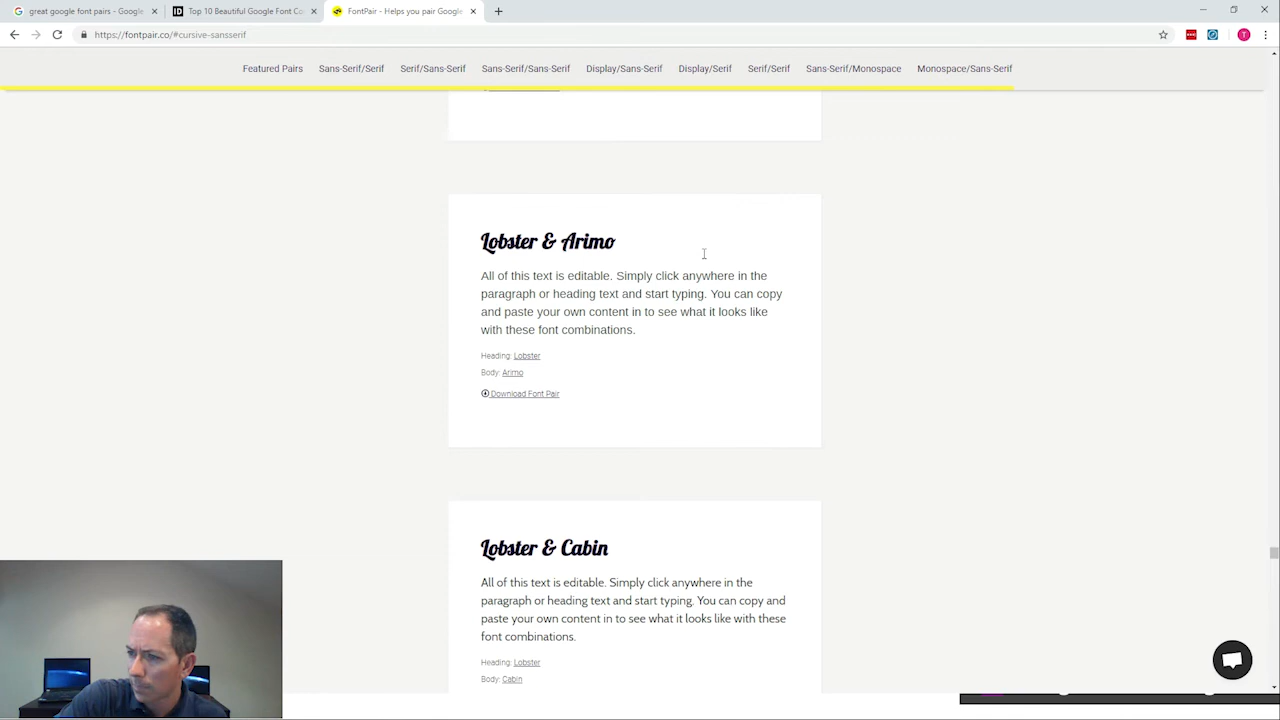 great google font pairs - Google
Top 10 Beautiful Google Font Co
FontPair - Helps you pair Google
https://fontpair.co/#cursive-sansserif
T
Featured Pairs
Sans-Serif/Serif
Serif/Sans-Serif
Sans-Serif/Sans-Serif
Display/Sans-Serif
Display/Serif
Serif/Serif
Sans-Serif/Monospace
Monospace/Sans-Serif
Lobster & Arimo
All of this text is editable. Simply click anywhere in the
paragraph or heading text and start typing. You can copy
and paste your own content in to see what it looks like
with these font combinations.
Heading: Lobster
Body: Arimo
Download Font Pair
Lobster & Cabin
All of this text is editable. Simply click anywhere in the
paragraph or heading text and start typing. You can copy and
paste your own content in to see what it looks like with these
font combinations.
Heading: Lobster
Body: Cabin